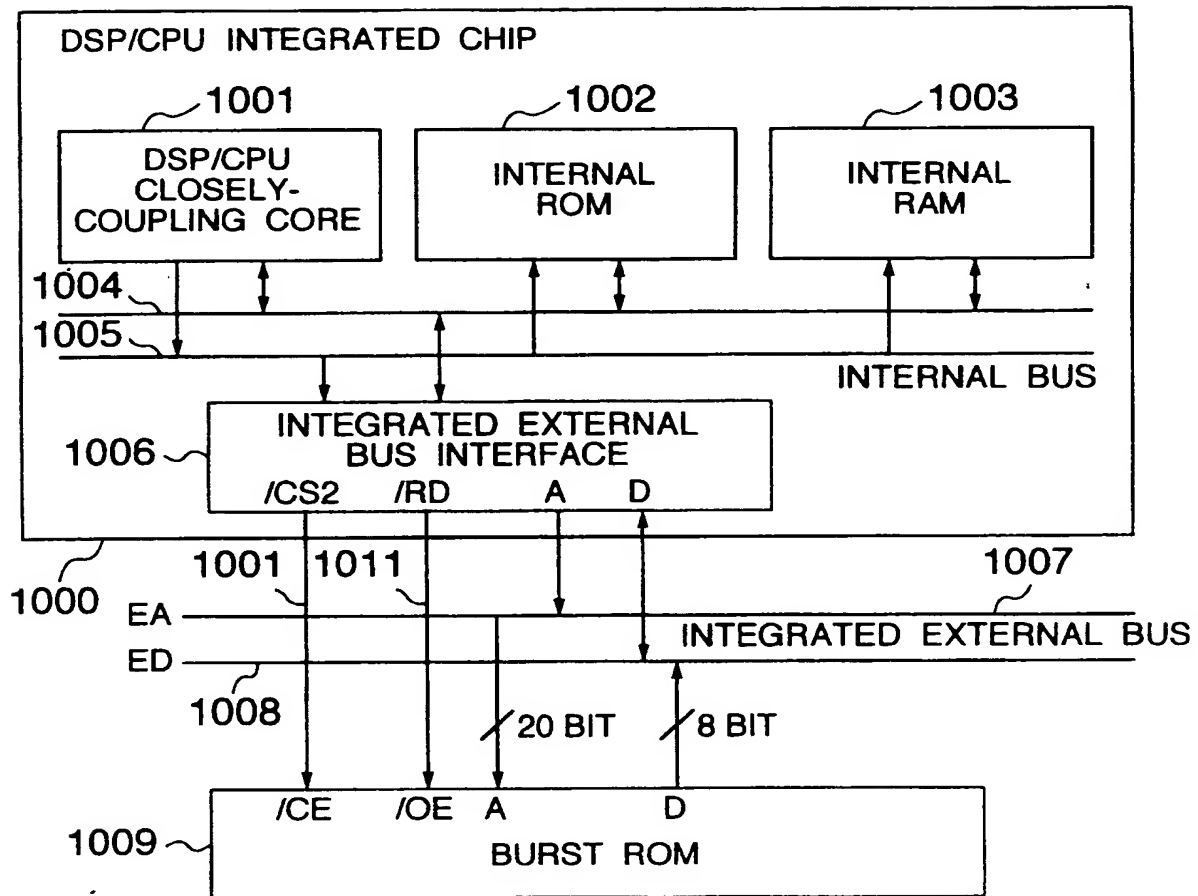 DSP/CPU INTEGRATED CHIP
1001
1002
1003
DSP/CPU
CLOSELY-
COUPLING CORE
INTERNAL
ROM
INTERNAL
RAM
1004
1005
INTERNAL BUS
1006
INTEGRATED EXTERNAL
BUS INTERFACE
/CS2 /RD A D
1000
1001
1011
1007
EA
INTEGRATED EXTERNAL BUS
ED
1008
20 BIT
8 BIT
/CE /OE A D
1009
BURST ROM